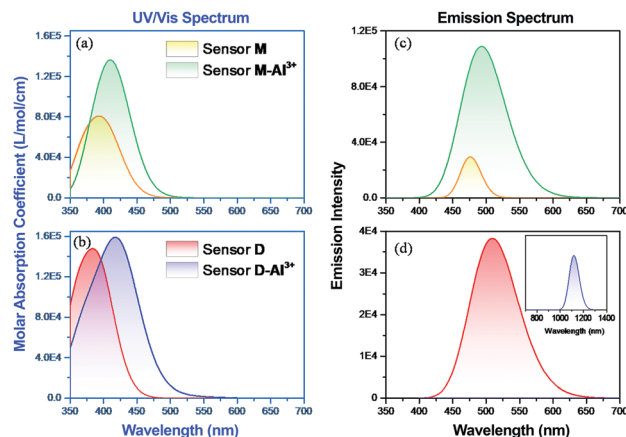 UV/Vis Spectrum
Emission Spectrum
Molar Absorption Coefficient (L/mol/cm)
(a)
Sensor M
M-Al³⁺
Sensor M-Al³⁺
1.6E5
1.2E5
8.0E4
4.0E4
0.0
350 400 450 500 550 600 650 700
(c)
Emission Intensity
1.2E5
8.0E4
4.0E4
0.0
350 400 450 500 550 600 650 700
(b)
Sensor D
Sensor D-Al³⁺
1.6E5
1.2E5
8.0E4
4.0E4
0.0
350 400 450 500 550 600 650 700
Wavelength (nm)
(d)
4E4
3E4
2E4
1E4
0
350 400 450 500 550 600 650 700
Wavelength (nm)
800 1000 1200 1400
Wavelength (nm)